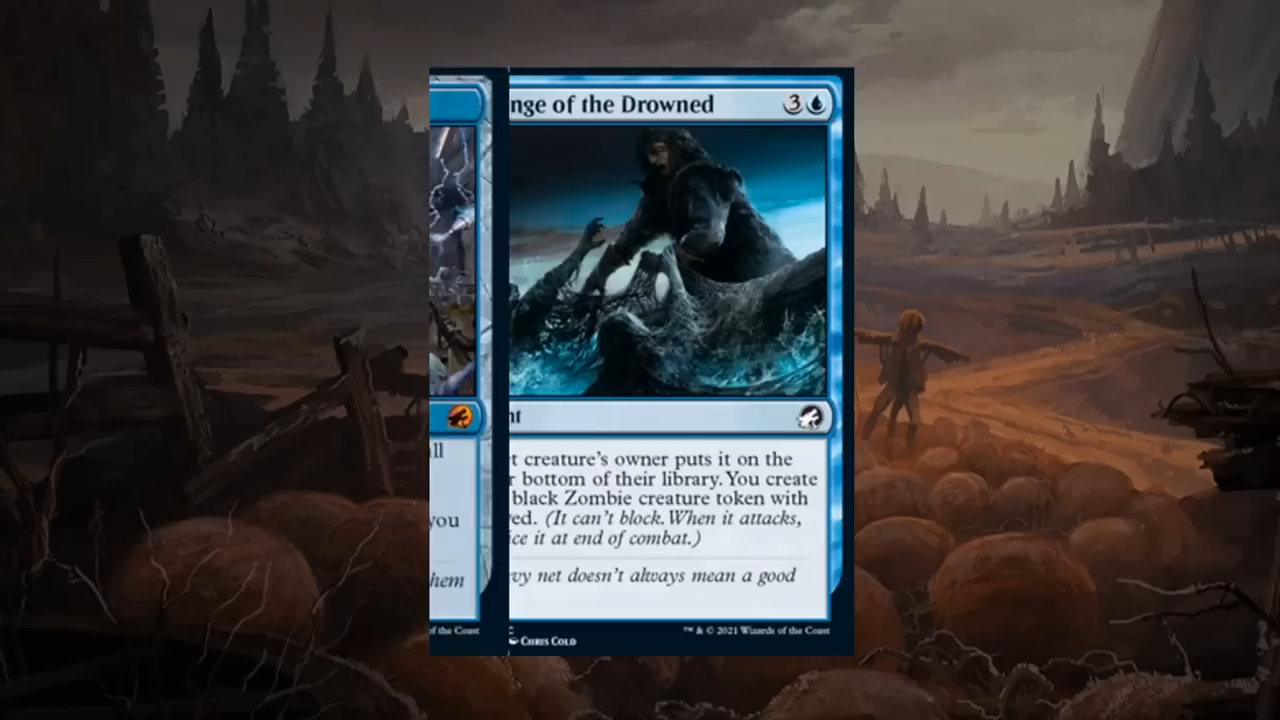 nge of the Drowned 3
nt
ll
you
hem
of the Coast
t creature's owner puts it on the
r bottom of their library. You create
black Zombie creature token with
ed. (It can't block. When it attacks,
ice it at end of combat.)
vy net doesn't always mean a good
CHRIS COLD
™ & © 2021 Wizards of the Coast